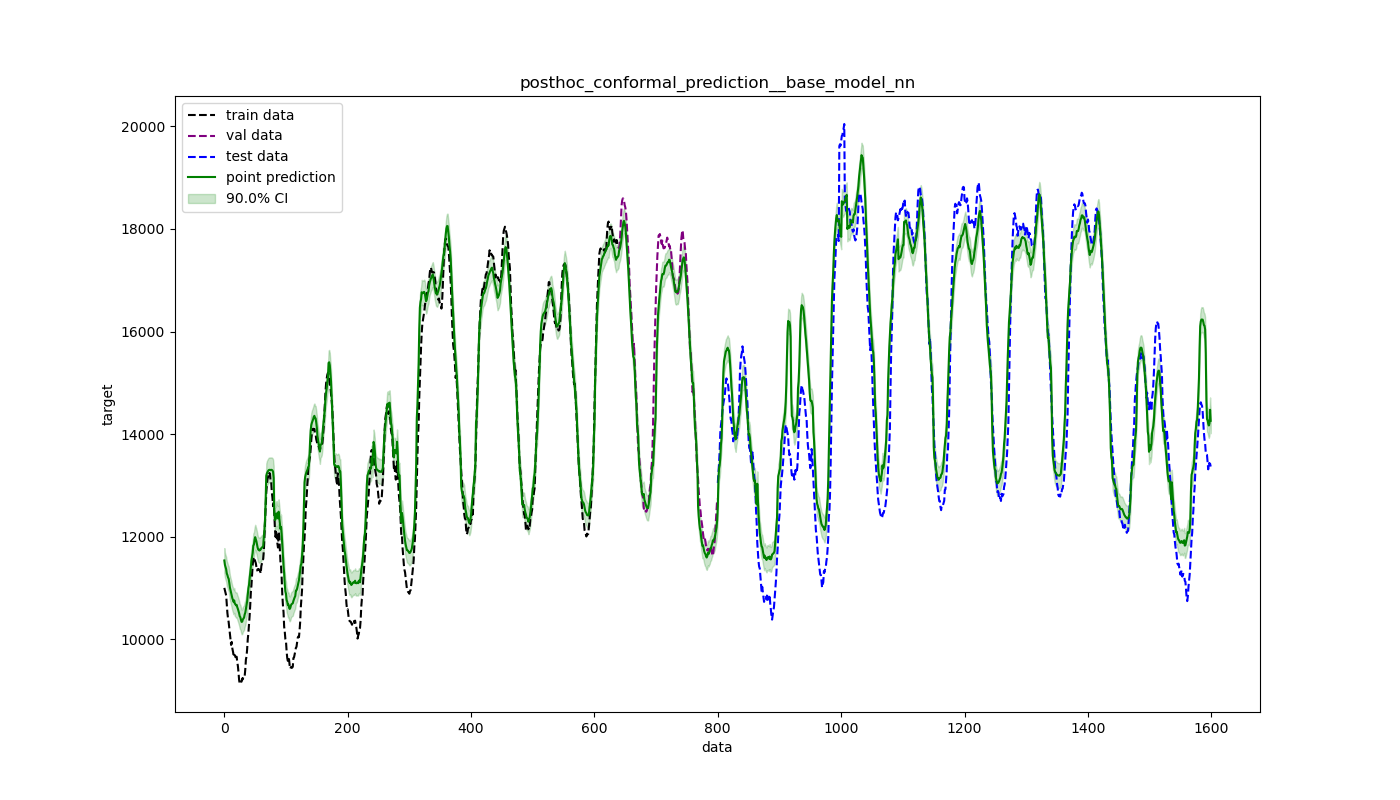 posthoc_conformal_prediction__base_model_nn
train data
val data
test data
point prediction
90.0% CI
20000
18000
16000
14000
12000
10000
target
0 200 400 600 800 1000 1200 1400 1600
data